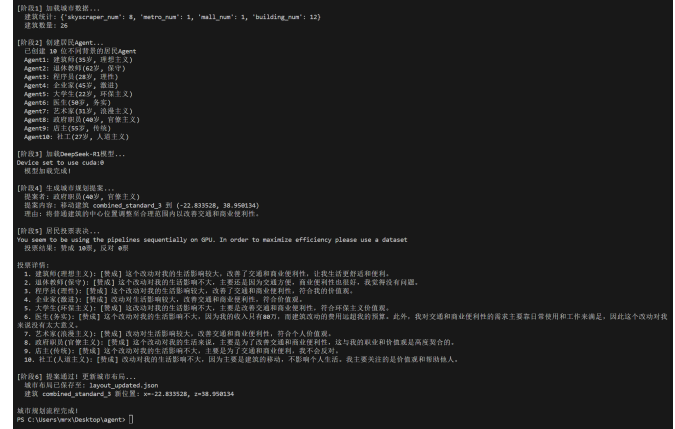 [阶段1] 加载城市数据...
建筑统计: {'skyscraper_num': 8, 'metro_num': 1, 'mall_num': 1, 'building_num': 12}
建筑数量: 26
[阶段2] 创建居民Agent...
已创建 10 位不同背景的居民Agent
Agent1: 建筑师(35岁, 理想主义)
Agent2: 退休教师(62岁, 保守)
Agent3: 程序员(28岁, 理性)
Agent4: 企业家(45岁, 激进)
Agent5: 大学生(22岁, 环保主义)
Agent6: 医生(50岁, 务实)
Agent7: 艺术家(31岁, 浪漫主义)
Agent8: 政府职员(40岁, 官僚主义)
Agent9: 店主(55岁, 传统)
Agent10: 社工(27岁, 人道主义)
[阶段3] 加载DeepSeek-R1模型...
Device set to use cuda:0
模型加载完成!
[阶段4] 生成城市规划提案...
提案者: 政府职员(40岁, 官僚主义)
提案内容: 移动建筑 combined_standard_3 到 (-22.833528, 38.950134)
理由: 将普通建筑的中心位置调整至合理范围内以改善交通和商业便利性。
[阶段5] 居民投票表决...
You seem to be using the pipelines sequentially on GPU. In order to maximize efficiency please use a dataset
投票结果: 赞成 10票, 反对 0票
投票详情:
1. 建筑师(理想主义): [赞成] 这个改动对我的生活影响较大, 改善了交通和商业便利性, 让我生活更舒适和便利。
2. 退休教师(保守): [赞成] 这个改动对我的生活影响不大, 主要还是因为交通方便, 商业便利性也很好, 我觉得没有问题。
3. 程序员(理性): [赞成] 这个改动对我的生活影响较大, 改善了交通和商业便利性, 符合我的价值观。
4. 企业家(激进): [赞成] 改动对生活影响较大, 改善交通和商业便利性, 符合价值观。
5. 大学生(环保主义): [赞成] 这个改动对我的生活影响不大, 主要是改善交通和商业便利性, 符合环保主义价值观。
6. 医生(务实): [赞成] 这个改动对我的生活影响不大, 因为我的收入只有80万, 而建筑改动的费用远超我的预算。此外, 我对交通和商业便利性的需求主要靠日常使用和工作来满足, 因此这个改动对我
来说没有太大意义。
7. 艺术家(浪漫主义): [赞成] 改动对生活影响较大, 改善交通和商业便利性, 符合个人价值观。
8. 政府职员(官僚主义): [赞成] 这个改动对我的生活来说, 主要是为了改善交通和商业便利性, 这与我的职业和价值观是高度契合的。
9. 店主(传统): [赞成] 这个改动对我的生活影响不大, 主要是为了交通和商业便利, 我不会反对。
10. 社工(人道主义): [赞成] 改动对我的生活影响不大, 因为主要是建筑的移动, 不影响个人生活。我主要关注的是价值观和帮助他人。
[阶段6] 提案通过! 更新城市布局...
城市布局已保存至: layout_updated.json
建筑 combined_standard_3 新位置: x=-22.833528, z=38.950134
城市规划流程完成!
PS C:\Users\mrx\Desktop\agent>